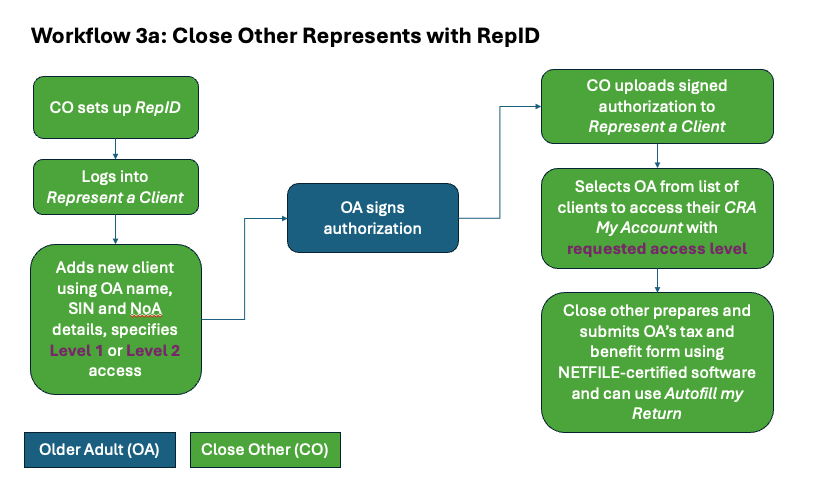 Workflow 3a: Close Other Represents with RepID
CO sets up RepID
Logs into
Represent a Client
Adds new client
using OA name,
SIN and NoA
details, specifies
Level 1 or Level 2
access
OA signs
authorization
CO uploads signed
authorization to
Represent a Client
Selects OA from list of
clients to access their CRA
My Account with
requested access level
Close other prepares and
submits OA's tax and
benefit form using
NETFILE-certified software
and can use Autofill my
Return
Older Adult (OA)
Close Other (CO)